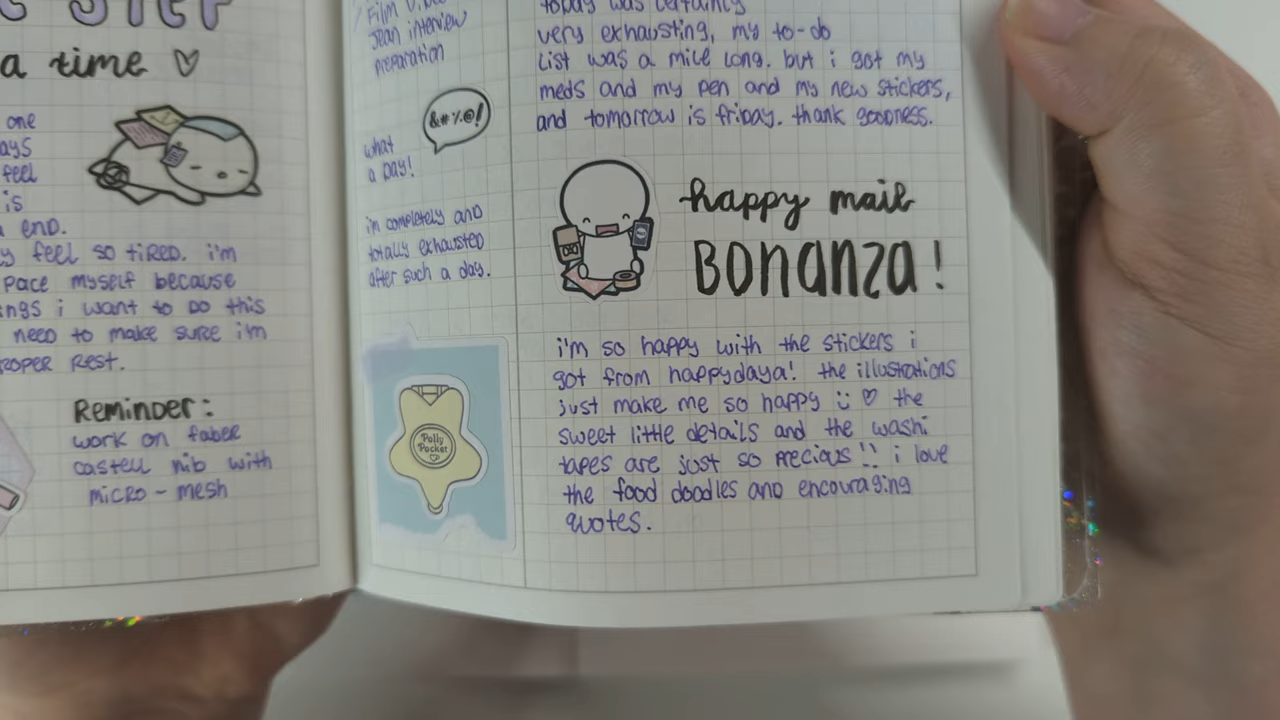 STEP
a time ♡
one
ays
feel
is
end.
y feel so tired. i'm
pace myself because
ngs i want to do this
need to make sure i'm
roper rest.
Reminder:
work on faber
castell nib with
micro-mesh
Film
Jean interview
preparation
&#%@!
what
a day!
i'm completely and
totally exhausted
after such a day.
Polly
Pocket
today was certainly
very exhausting, my to-do
list was a mile long. but i got my
meds and my pen and my new stickers,
and tomorrow is friday. thank goodness.
happy mail
Bonanza!
i'm so happy with the stickers i
got from happydaya! the illustrations
just make me so happy ü ♡ the
sweet little details and the washi
tapes are just so precious!! i love
the food doodles and encouraging
quotes.